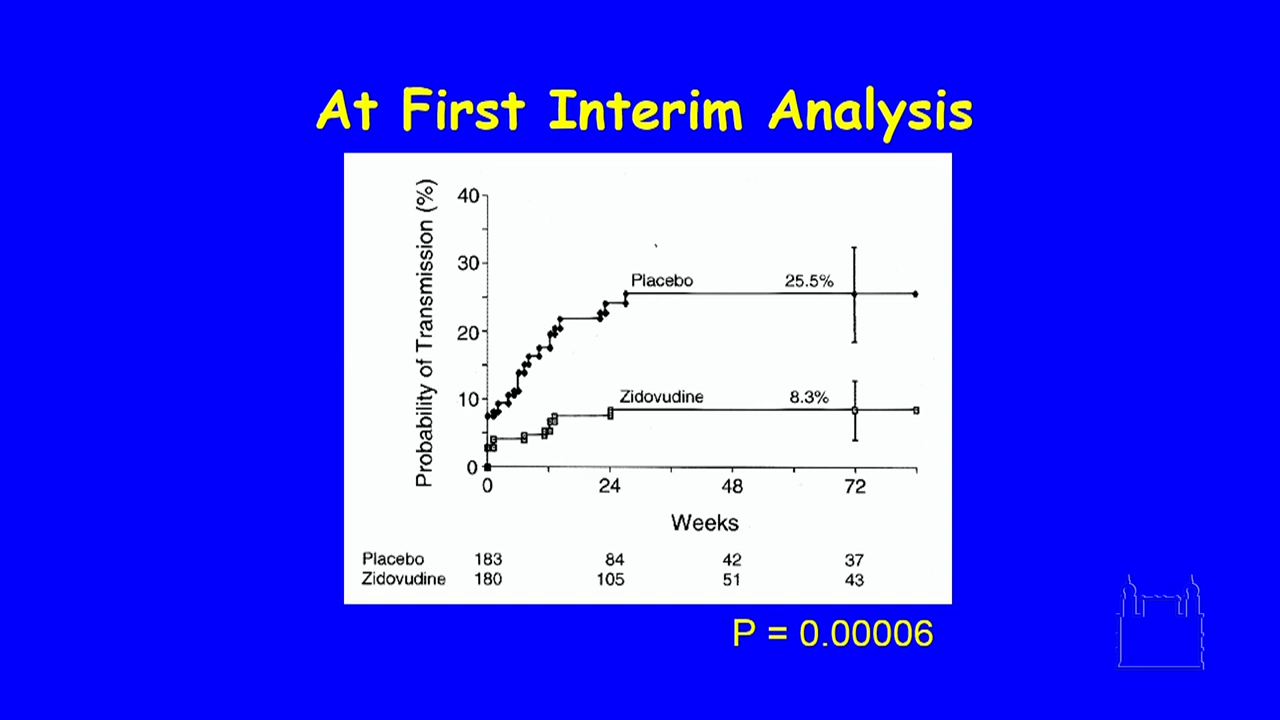 At First Interim Analysis
Probability of Transmission (%)
40
30
20
10
0
Placebo 25.5%
Zidovudine 8.3%
0 24 48 72
Weeks
Placebo 183 84 42 37
Zidovudine 180 105 51 43
P = 0.00006